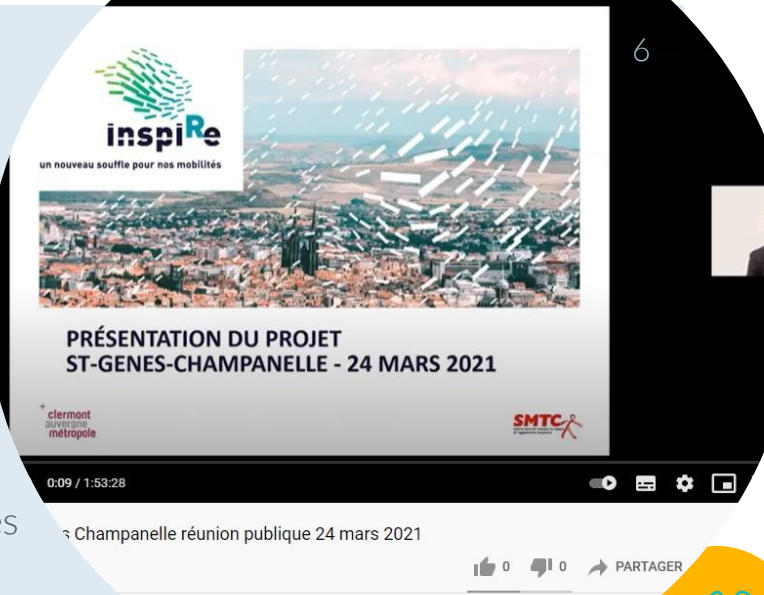 6
inspiRe
un nouveau souffle pour nos mobilités
PRÉSENTATION DU PROJET
ST-GENES-CHAMPANELLE - 24 MARS 2021
clermont
auvergne
métropole
SMTC
0:09 / 1:53:28
Champanelle réunion publique 24 mars 2021
0 0 PARTAGER